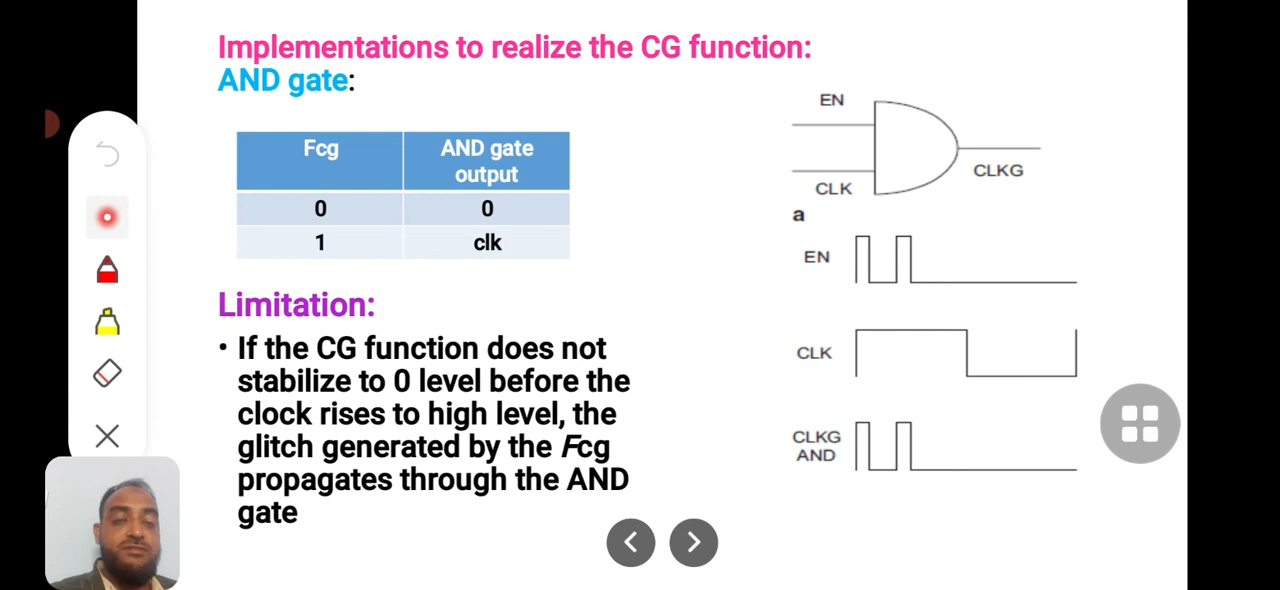 Implementations to realize the CG function:
AND gate:
Fcg
AND gate
output
0
0
1
clk
Limitation:
• If the CG function does not
stabilize to 0 level before the
clock rises to high level, the
glitch generated by the Fcg
propagates through the AND
gate
EN
CLK
CLKG
a
EN
CLK
CLKG
AND